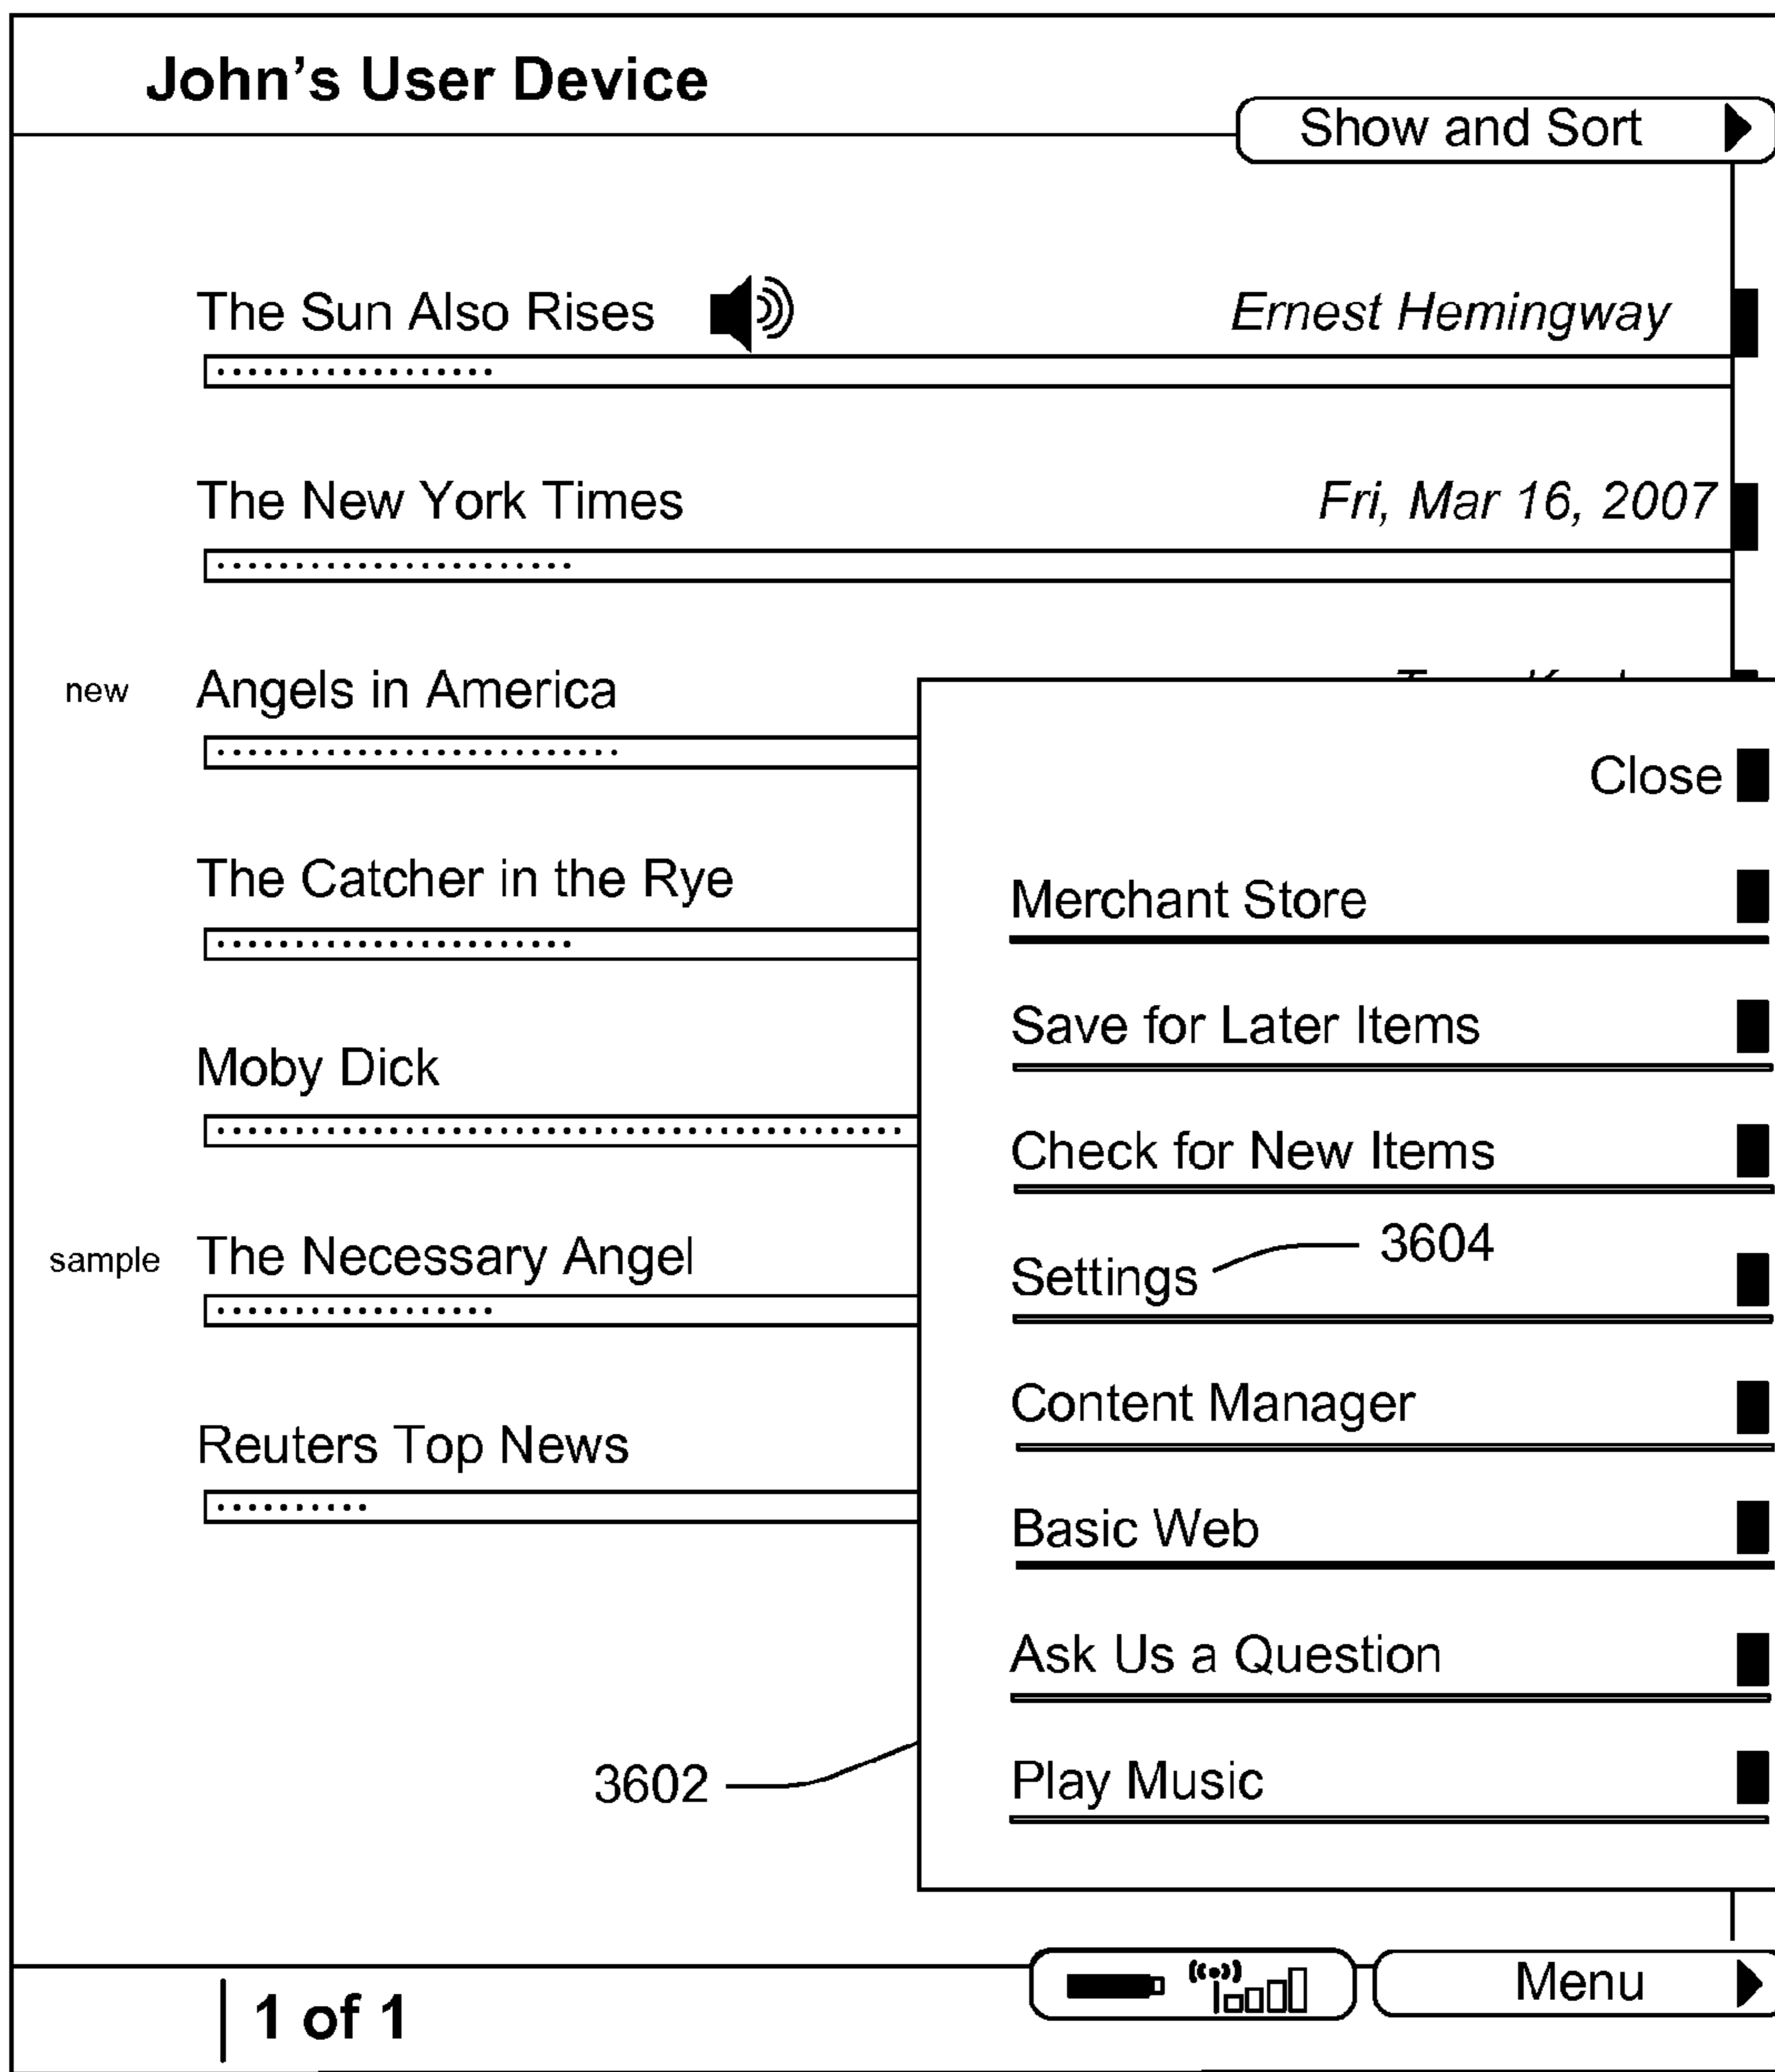 John's User Device
Show and Sort
The Sun Also Rises Ernest Hemingway
The New York Times Fri, Mar 16, 2007
new Angels in America
Close
The Catcher in the Rye
Merchant Store
Save for Later Items
Moby Dick
Check for New Items
sample The Necessary Angel
Settings 3604
Content Manager
Reuters Top News
Basic Web
Ask Us a Question
3602
Play Music
Menu
1 of 1